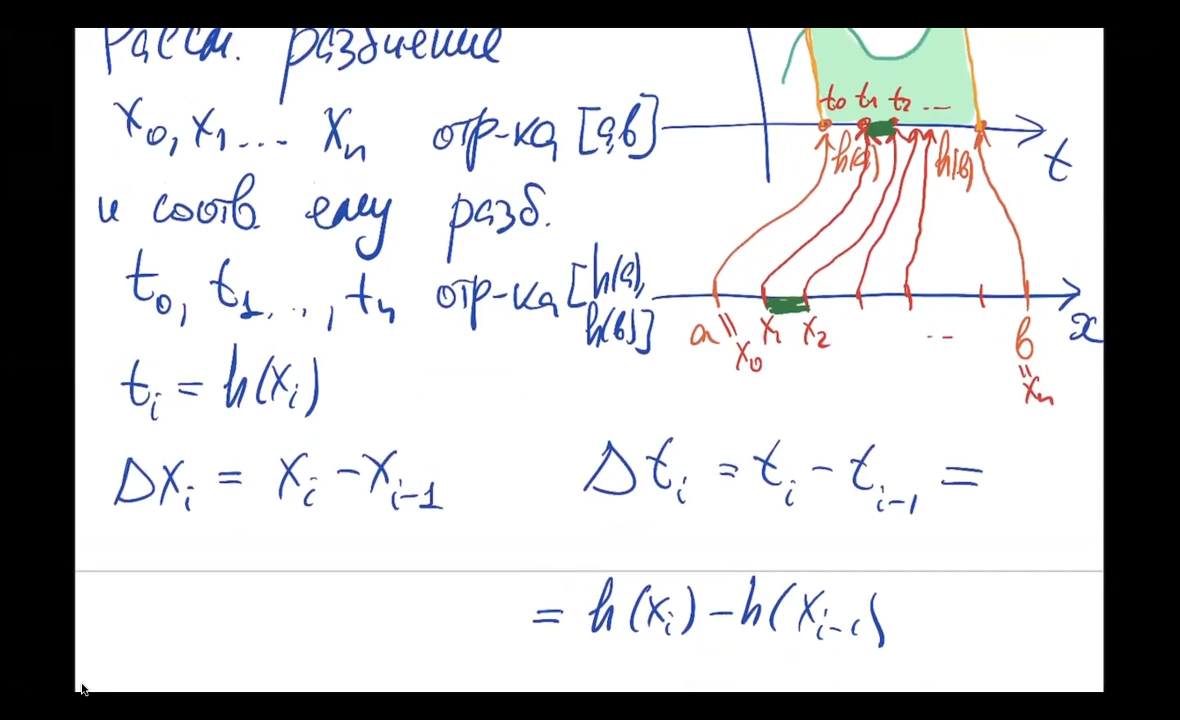 Рассм. разбиение
x₀, x₁ ... xₙ отр-ка [a,b]
и соотв. ему разб.
t₀, t₁, .., tₙ отр-ка [h(a), h(b)]
tᵢ = h(xᵢ)
Δxᵢ = xᵢ - xᵢ₋₁
Δtᵢ = tᵢ - tᵢ₋₁ =
= h(xᵢ) - h(xᵢ₋₁)
t₀ t₁ t₂ ...
h(a) h(b)
t
a x₁ x₂ ... b x
|| x₀ || xₙ